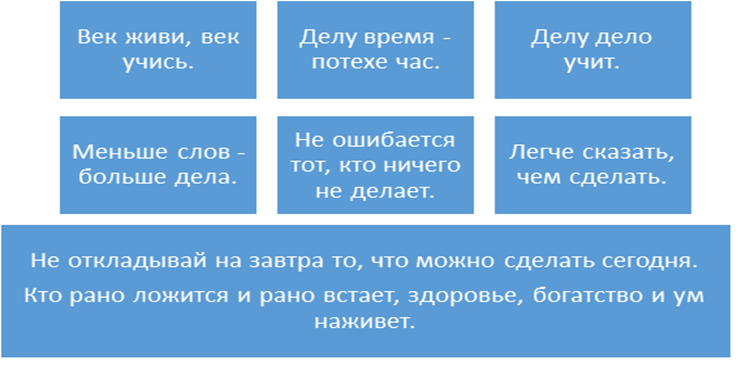 Век живи, век
учись.
Делу время -
потехе час.
Делу дело
учит.
Меньше слов -
больше дела.
Не ошибается
тот, кто ничего
не делает.
Легче сказать,
чем сделать.
Не откладывай на завтра то, что можно сделать сегодня.
Кто рано ложится и рано встает, здоровье, богатство и ум
наживет.